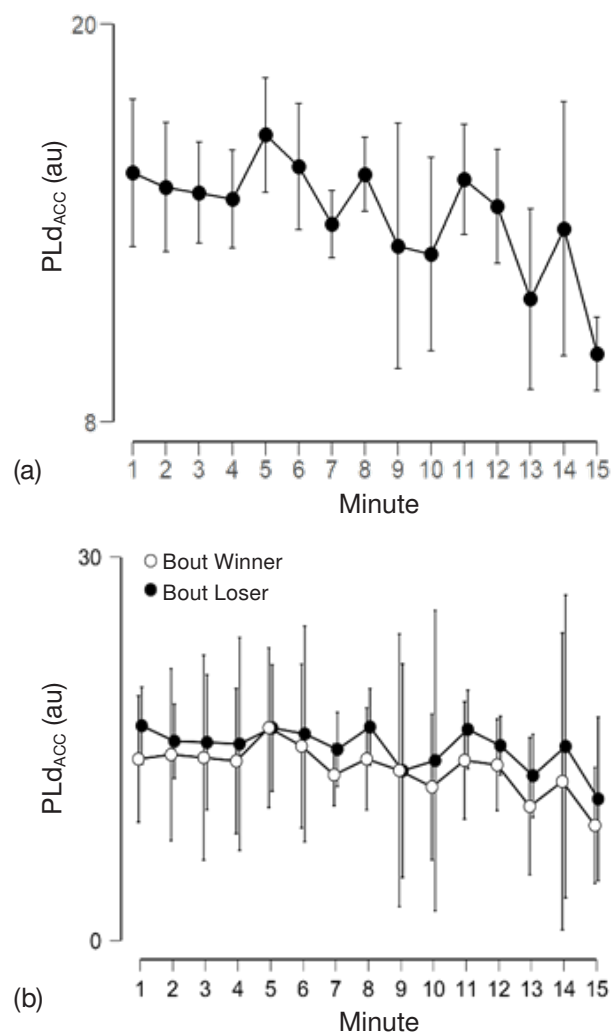 20
PLdACC (au)
8
1 2 3 4 5 6 7 8 9 10 11 12 13 14 15
(a)
Minute
30
Bout Winner
Bout Loser
PLdACC (au)
0
1 2 3 4 5 6 7 8 9 10 11 12 13 14 15
(b)
Minute